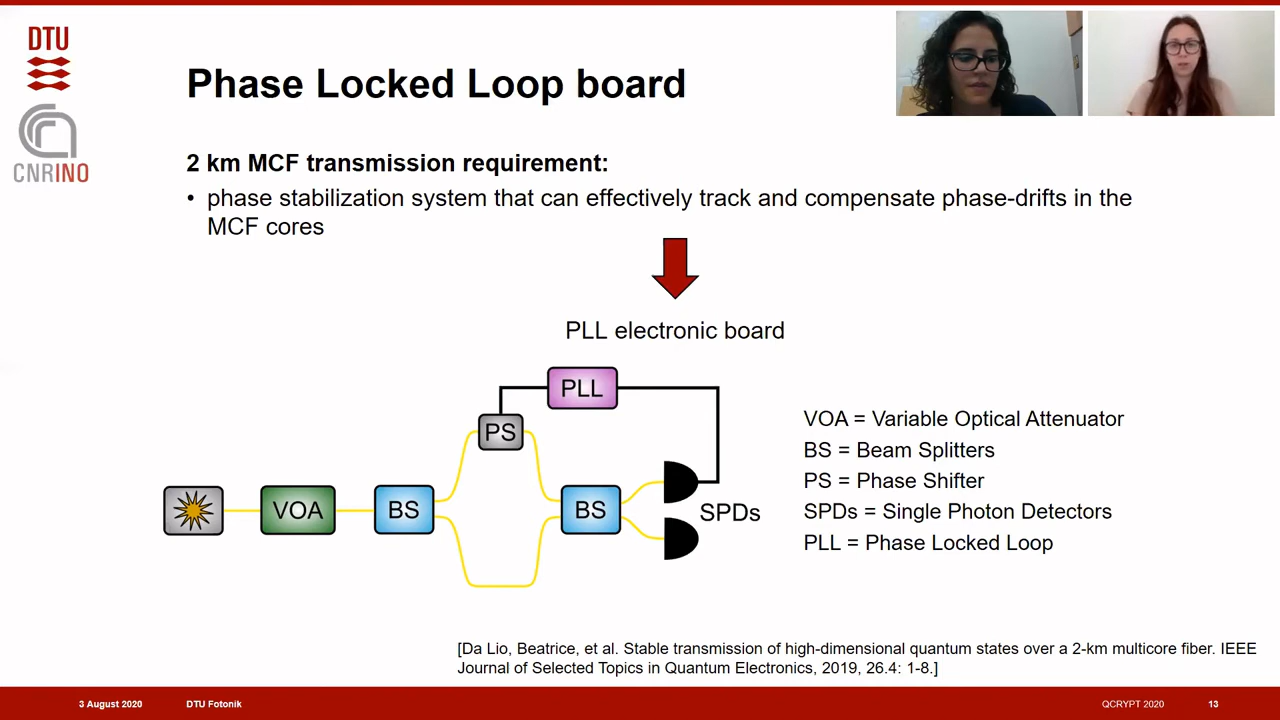 DTU
CNRINO
Phase Locked Loop board
2 km MCF transmission requirement:
• phase stabilization system that can effectively track and compensate phase-drifts in the
MCF cores
PLL electronic board
PLL
PS
VOA
BS
BS
SPDs
VOA = Variable Optical Attenuator
BS = Beam Splitters
PS = Phase Shifter
SPDs = Single Photon Detectors
PLL = Phase Locked Loop
[Da Lio, Beatrice, et al. Stable transmission of high-dimensional quantum states over a 2-km multicore fiber. IEEE
Journal of Selected Topics in Quantum Electronics, 2019, 26.4: 1-8.]
3 August 2020 DTU Fotonik QCRYPT 2020 13